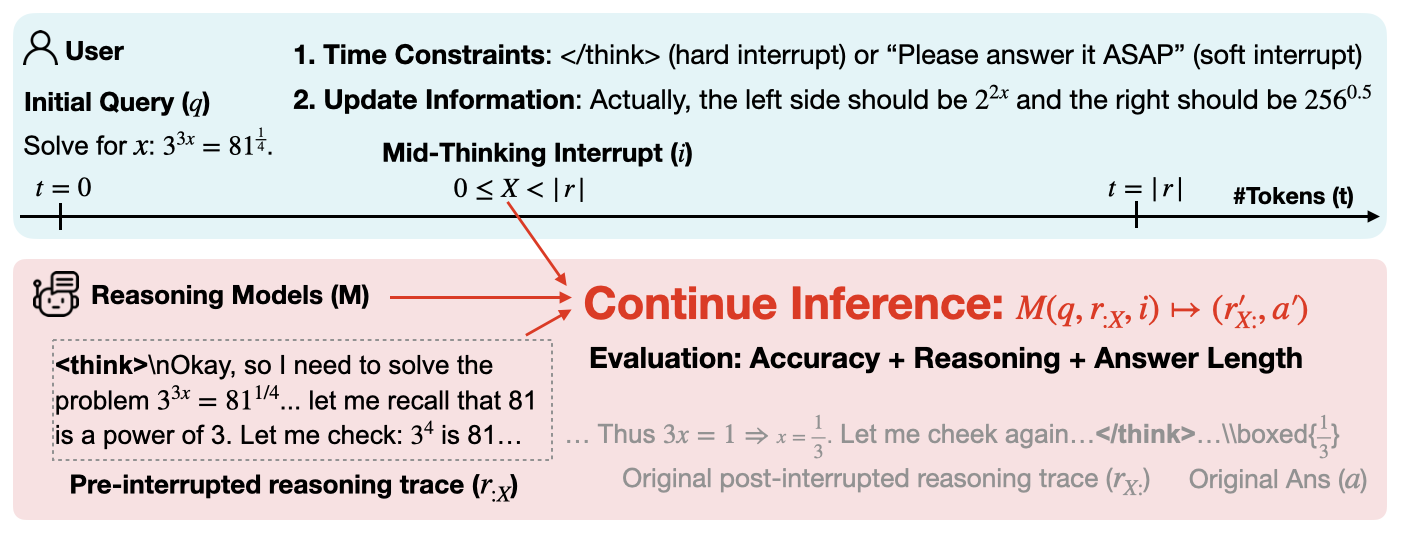 User
1. Time Constraints: </think> (hard interrupt) or “Please answer it ASAP” (soft interrupt)
Initial Query (q)
2. Update Information: Actually, the left side should be 2^{2x} and the right should be 256^{0.5}
Solve for x: 3^{3x} = 81^{\frac{1}{4}}.
Mid-Thinking Interrupt (i)
t = 0
0 ≤ X < |r|
t = |r|
#Tokens (t)
Reasoning Models (M)
Continue Inference: M(q, r_{:X}, i) ↦ (r'_{X:}, a')
Evaluation: Accuracy + Reasoning + Answer Length
<think>\nOkay, so I need to solve the
problem 3^{3x} = 81^{1/4}... let me recall that 81
is a power of 3. Let me check: 3^4 is 81…
… Thus 3x = 1 ⇒ x = \frac{1}{3}. Let me cheek again…</think>…\\boxed{\frac{1}{3}}
Pre-interrupted reasoning trace (r_{:X})
Original post-interrupted reasoning trace (r_{X:})
Original Ans (a)